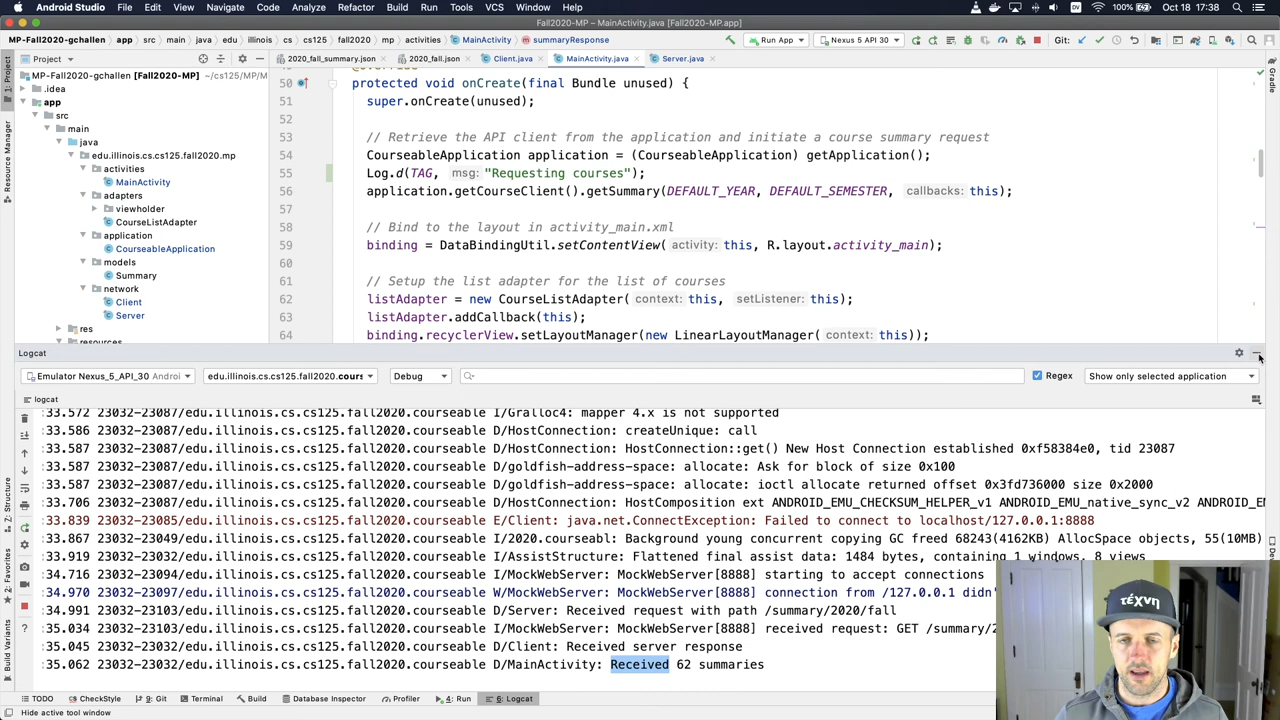 Android Studio File Edit View Navigate Code Analyze Refactor Build Run Tools VCS Window Help DV 100% Oct 17 17:38
Fall2020-MP – MainActivity.java [Fall2020-MP.app]
MP-Fall2020-gchallen app src main java edu illinois cs cs125 fall2020 mp activities MainActivity summaryResponse Run App Nexus 5 API 30 Git:
Project 2020_fall_summary.json 2020_fall.json Client.java MainActivity.java Server.java
MP-Fall2020-gchallen [Fall2020-MP] ~/cs125/MP/M
.idea
app
src
main
java
edu.illinois.cs.cs125.fall2020.mp
activities
MainActivity
adapters
viewholder
CourseListAdapter
application
CourseableApplication
models
Summary
network
Client
Server
res
resources
50 protected void onCreate(final Bundle unused) {
51 super.onCreate(unused);
52
53 // Retrieve the API client from the application and initiate a course summary request
54 CourseableApplication application = (CourseableApplication) getApplication();
55 Log.d(TAG, msg: "Requesting courses");
56 application.getCourseClient().getSummary(DEFAULT_YEAR, DEFAULT_SEMESTER, callbacks: this);
57
58 // Bind to the layout in activity_main.xml
59 binding = DataBindingUtil.setContentView( activity: this, R.layout.activity_main);
60
61 // Setup the list adapter for the list of courses
62 listAdapter = new CourseListAdapter( context: this, setListener: this);
63 listAdapter.addCallback(this);
64 binding.recyclerView.setLayoutManager(new LinearLayoutManager( context: this));
Logcat
Emulator Nexus_5_API_30 Androi edu.illinois.cs.cs125.fall2020.cours Debug Regex Show only selected application
logcat
:33.572 23032-23087/edu.illinois.cs.cs125.fall2020.courseable I/Gralloc4: mapper 4.x is not supported
:33.586 23032-23087/edu.illinois.cs.cs125.fall2020.courseable D/HostConnection: createUnique: call
:33.587 23032-23087/edu.illinois.cs.cs125.fall2020.courseable D/HostConnection: HostConnection::get() New Host Connection established 0xf58384e0, tid 23087
:33.587 23032-23087/edu.illinois.cs.cs125.fall2020.courseable D/goldfish-address-space: allocate: Ask for block of size 0x100
:33.587 23032-23087/edu.illinois.cs.cs125.fall2020.courseable D/goldfish-address-space: allocate: ioctl allocate returned offset 0x3fd736000 size 0x2000
:33.706 23032-23087/edu.illinois.cs.cs125.fall2020.courseable D/HostConnection: HostComposition ext ANDROID_EMU_CHECKSUM_HELPER_v1 ANDROID_EMU_native_sync_v2 ANDROID_EM
:33.839 23032-23085/edu.illinois.cs.cs125.fall2020.courseable E/Client: java.net.ConnectException: Failed to connect to localhost/127.0.0.1:8888
:33.867 23032-23049/edu.illinois.cs.cs125.fall2020.courseable I/2020.courseabl: Background young concurrent copying GC freed 68243(4162KB) AllocSpace objects, 55(10MB)
:33.919 23032-23032/edu.illinois.cs.cs125.fall2020.courseable I/AssistStructure: Flattened final assist data: 1484 bytes, containing 1 windows, 8 views
:34.716 23032-23097/edu.illinois.cs.cs125.fall2020.courseable I/MockWebServer: MockWebServer[8888] starting to accept connections
:34.970 23032-23097/edu.illinois.cs.cs125.fall2020.courseable W/MockWebServer: MockWebServer[8888] connection from /127.0.0.1 didn'
:34.991 23032-23103/edu.illinois.cs.cs125.fall2020.courseable D/Server: Received request with path /summary/2020/fall
:35.034 23032-23103/edu.illinois.cs.cs125.fall2020.courseable I/MockWebServer: MockWebServer[8888] received request: GET /summary/2
:35.045 23032-23032/edu.illinois.cs.cs125.fall2020.courseable D/Client: Received server response
:35.062 23032-23032/edu.illinois.cs.cs125.fall2020.courseable D/MainActivity: Received 62 summaries
TODO CheckStyle 9: Git Terminal Build Database Inspector Profiler 4: Run 6: Logcat
Hide active tool window
1: Project
Resource Manager
Z: Structure
2: Favorites
Build Variants
Gradle
τέχνη